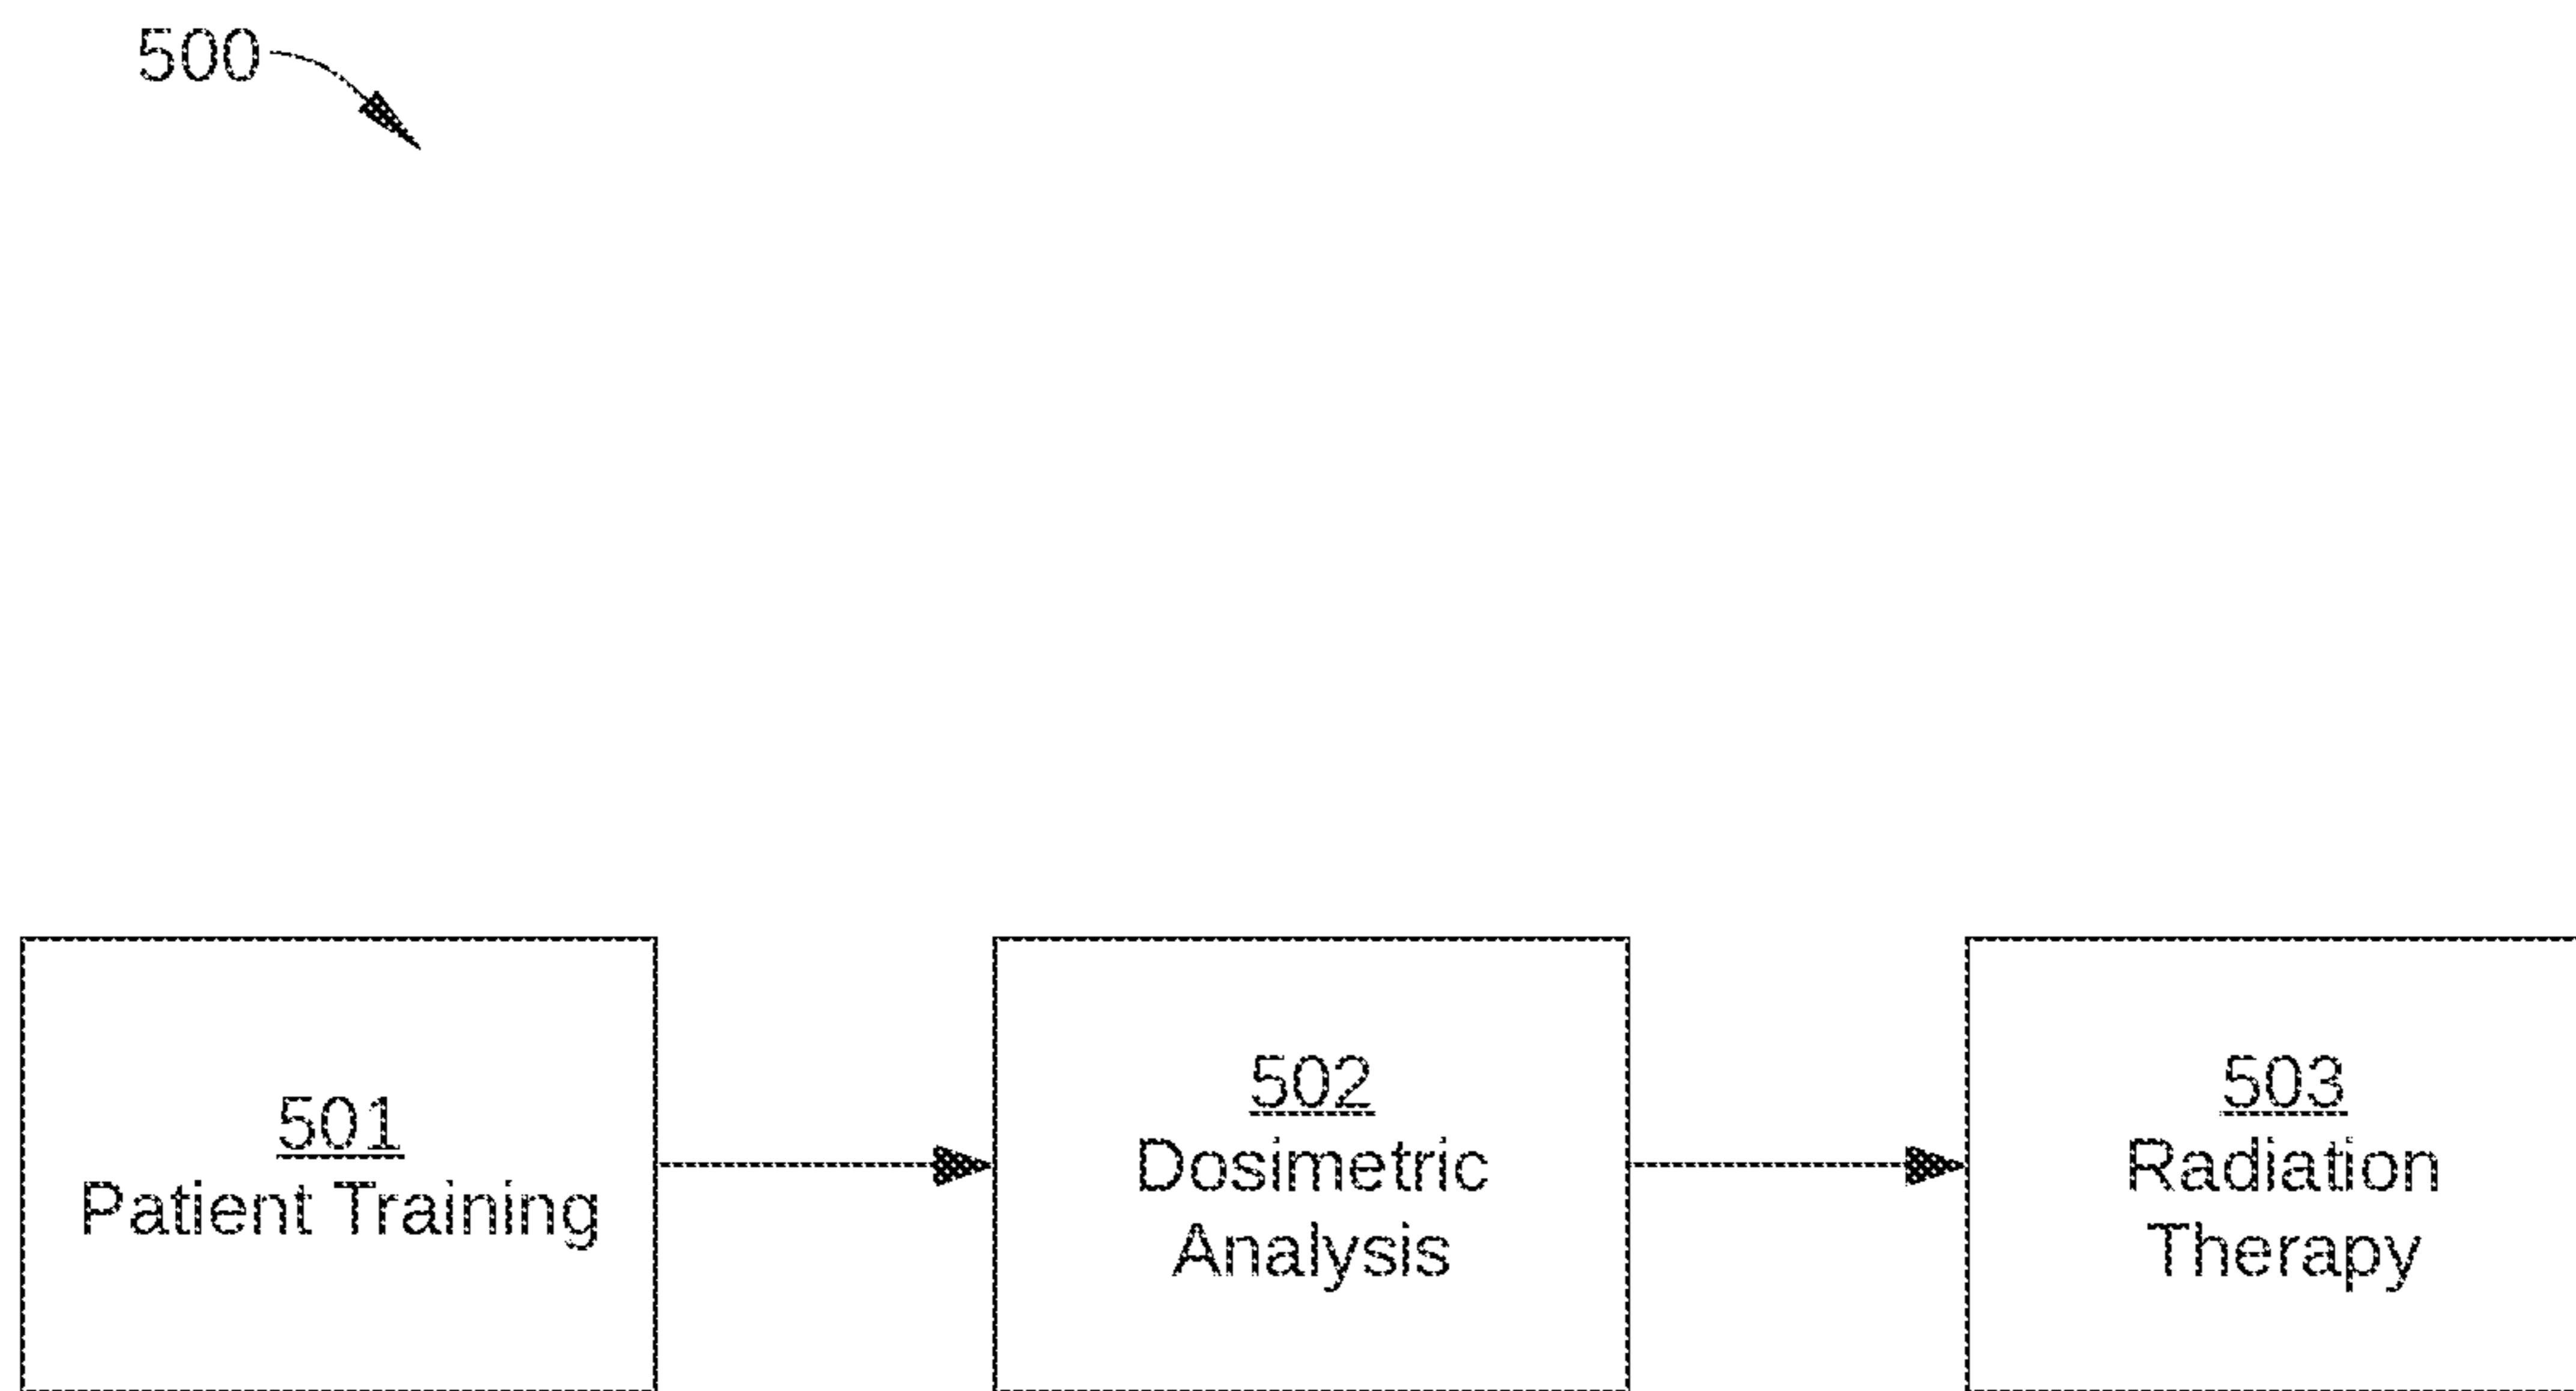 500
501
Patient Training
502
Dosimetric
Analysis
503
Radiation
Therapy